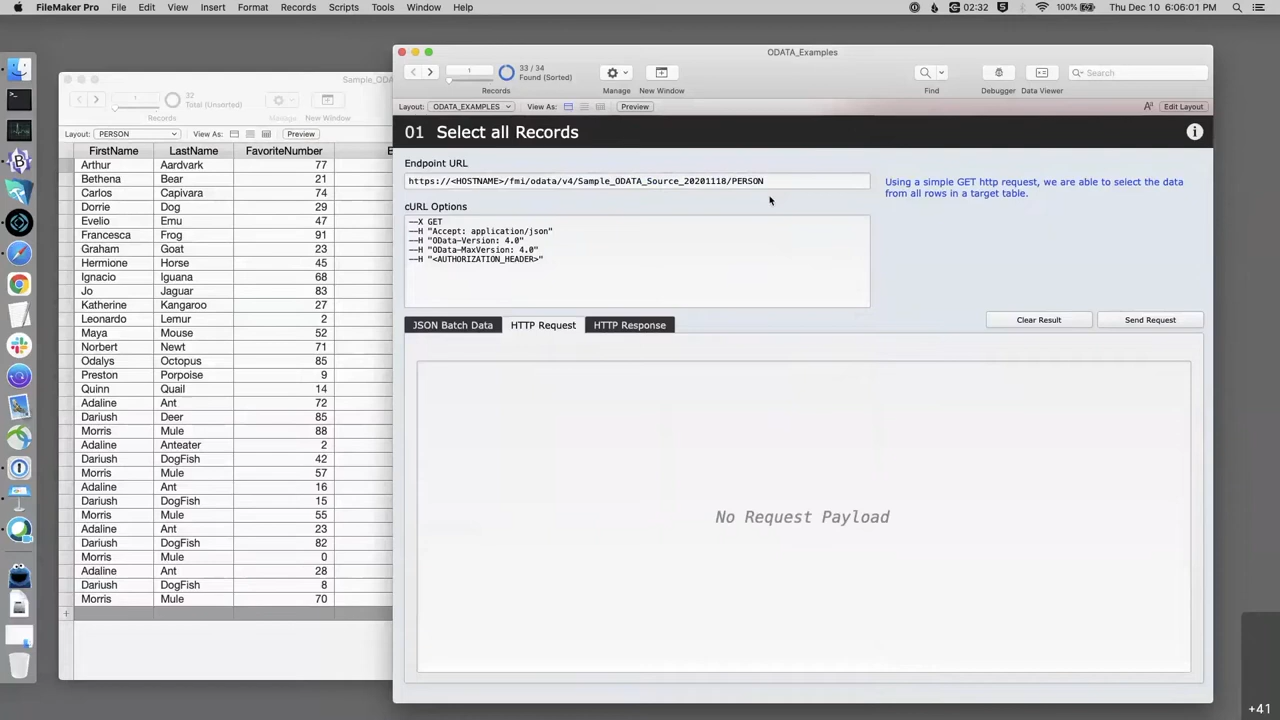 FileMaker Pro File Edit View Insert Format Records Scripts Tools Window Help 02:32 5 100% Thu Dec 10 6:06:01 PM
ODATA_Examples
1 33 / 34 Found (Sorted)
Records Manage New Window Find Debugger Data Viewer Search
Layout: ODATA_EXAMPLES View As: Preview Edit Layout
01 Select all Records
Endpoint URL
https://<HOSTNAME>/fmi/odata/v4/Sample_ODATA_Source_20201118/PERSON
Using a simple GET http request, we are able to select the data
from all rows in a target table.
cURL Options
--X GET
--H "Accept: application/json"
--H "OData-Version: 4.0"
--H "OData-MaxVersion: 4.0"
--H "<AUTHORIZATION_HEADER>"
JSON Batch Data HTTP Request HTTP Response Clear Result Send Request
No Request Payload
Sample_ODA
1 32 Total (Unsorted)
Records Manage New Window
Layout: PERSON View As: Preview
FirstName LastName FavoriteNumber E
Arthur Aardvark 77
Bethena Bear 21
Carlos Capivara 74
Dorrie Dog 29
Evelio Emu 47
Francesca Frog 91
Graham Goat 23
Hermione Horse 45
Ignacio Iguana 68
Jo Jaguar 83
Katherine Kangaroo 27
Leonardo Lemur 2
Maya Mouse 52
Norbert Newt 71
Odalys Octopus 85
Preston Porpoise 9
Quinn Quail 14
Adaline Ant 72
Dariush Deer 85
Morris Mule 88
Adaline Anteater 2
Dariush DogFish 42
Morris Mule 57
Adaline Ant 16
Dariush DogFish 15
Morris Mule 55
Adaline Ant 23
Dariush DogFish 82
Morris Mule 0
Adaline Ant 28
Dariush DogFish 8
Morris Mule 70
+41